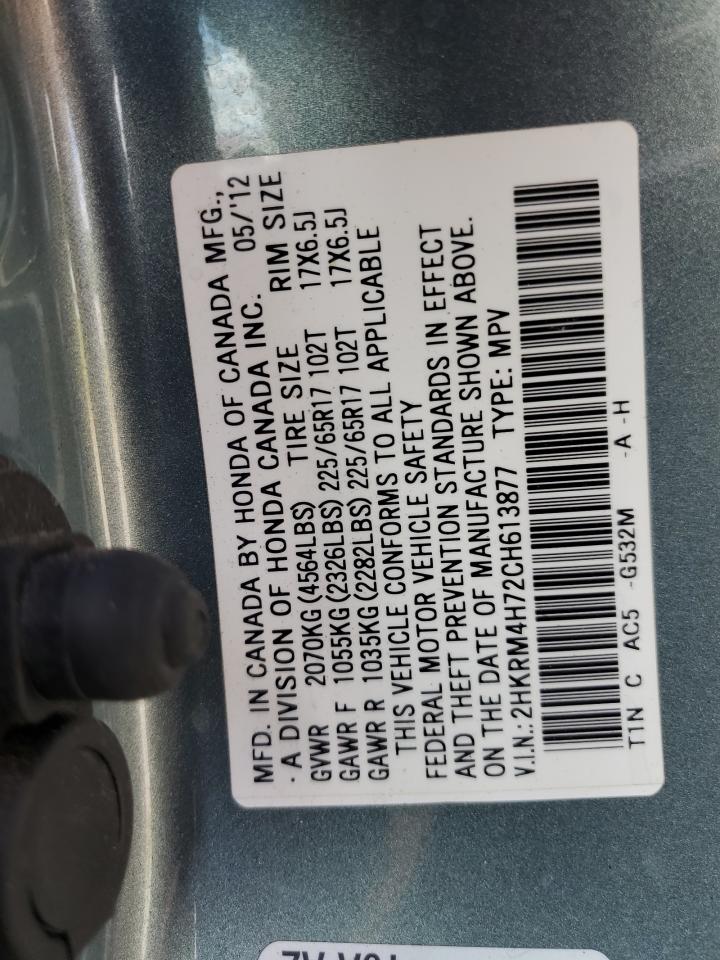 MFD. IN CANADA BY HONDA OF CANADA MFG.,
· A DIVISION OF HONDA CANADA INC. 05/'12
GVWR 2070KG (4564LBS) TIRE SIZE RIM SIZE
GAWR F 1055KG (2326LBS) 225/65R17 102T 17X6.5J
GAWR R 1035KG (2282LBS) 225/65R17 102T 17X6.5J
THIS VEHICLE CONFORMS TO ALL APPLICABLE
FEDERAL MOTOR VEHICLE SAFETY
AND THEFT PREVENTION STANDARDS IN EFFECT
ON THE DATE OF MANUFACTURE SHOWN ABOVE.
V.I.N.: 2HKRM4H72CH613877 TYPE: MPV
T1N C AC5 -G532M -A -H